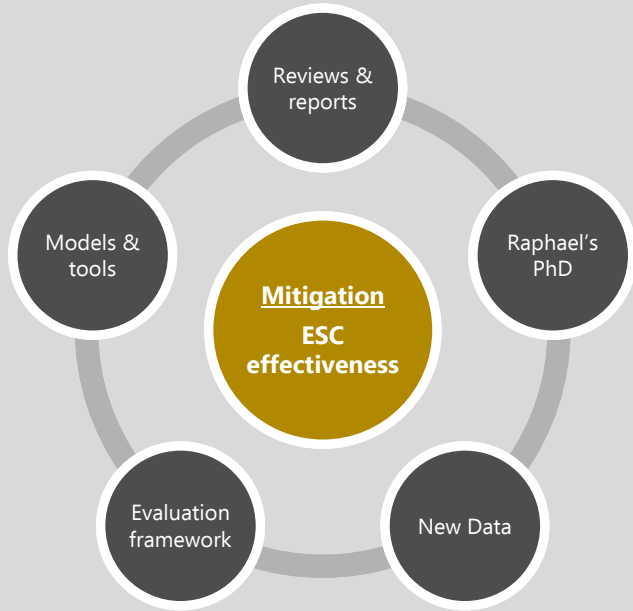 Reviews &
reports
Models &
tools
Raphael’s
PhD
Mitigation
ESC
effectiveness
Evaluation
framework
New Data